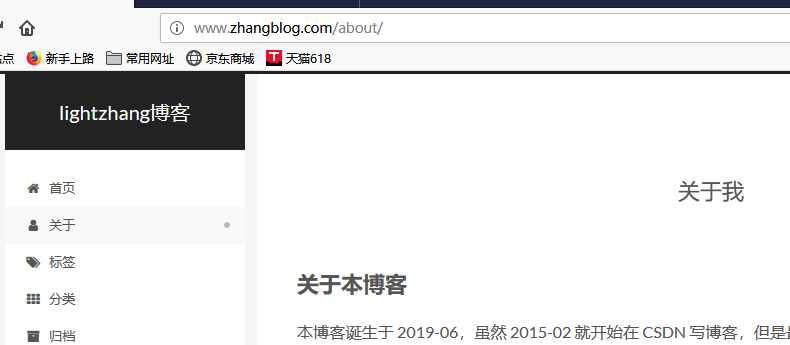 www.zhangblog.com/about/
点 新手上路 常用网址 京东商城 天猫618
lightzhang博客
首页
关于
标签
分类
归档
关于我
关于本博客
本博客诞生于 2019-06，虽然 2015-02 就开始在 CSDN 写博客，但是